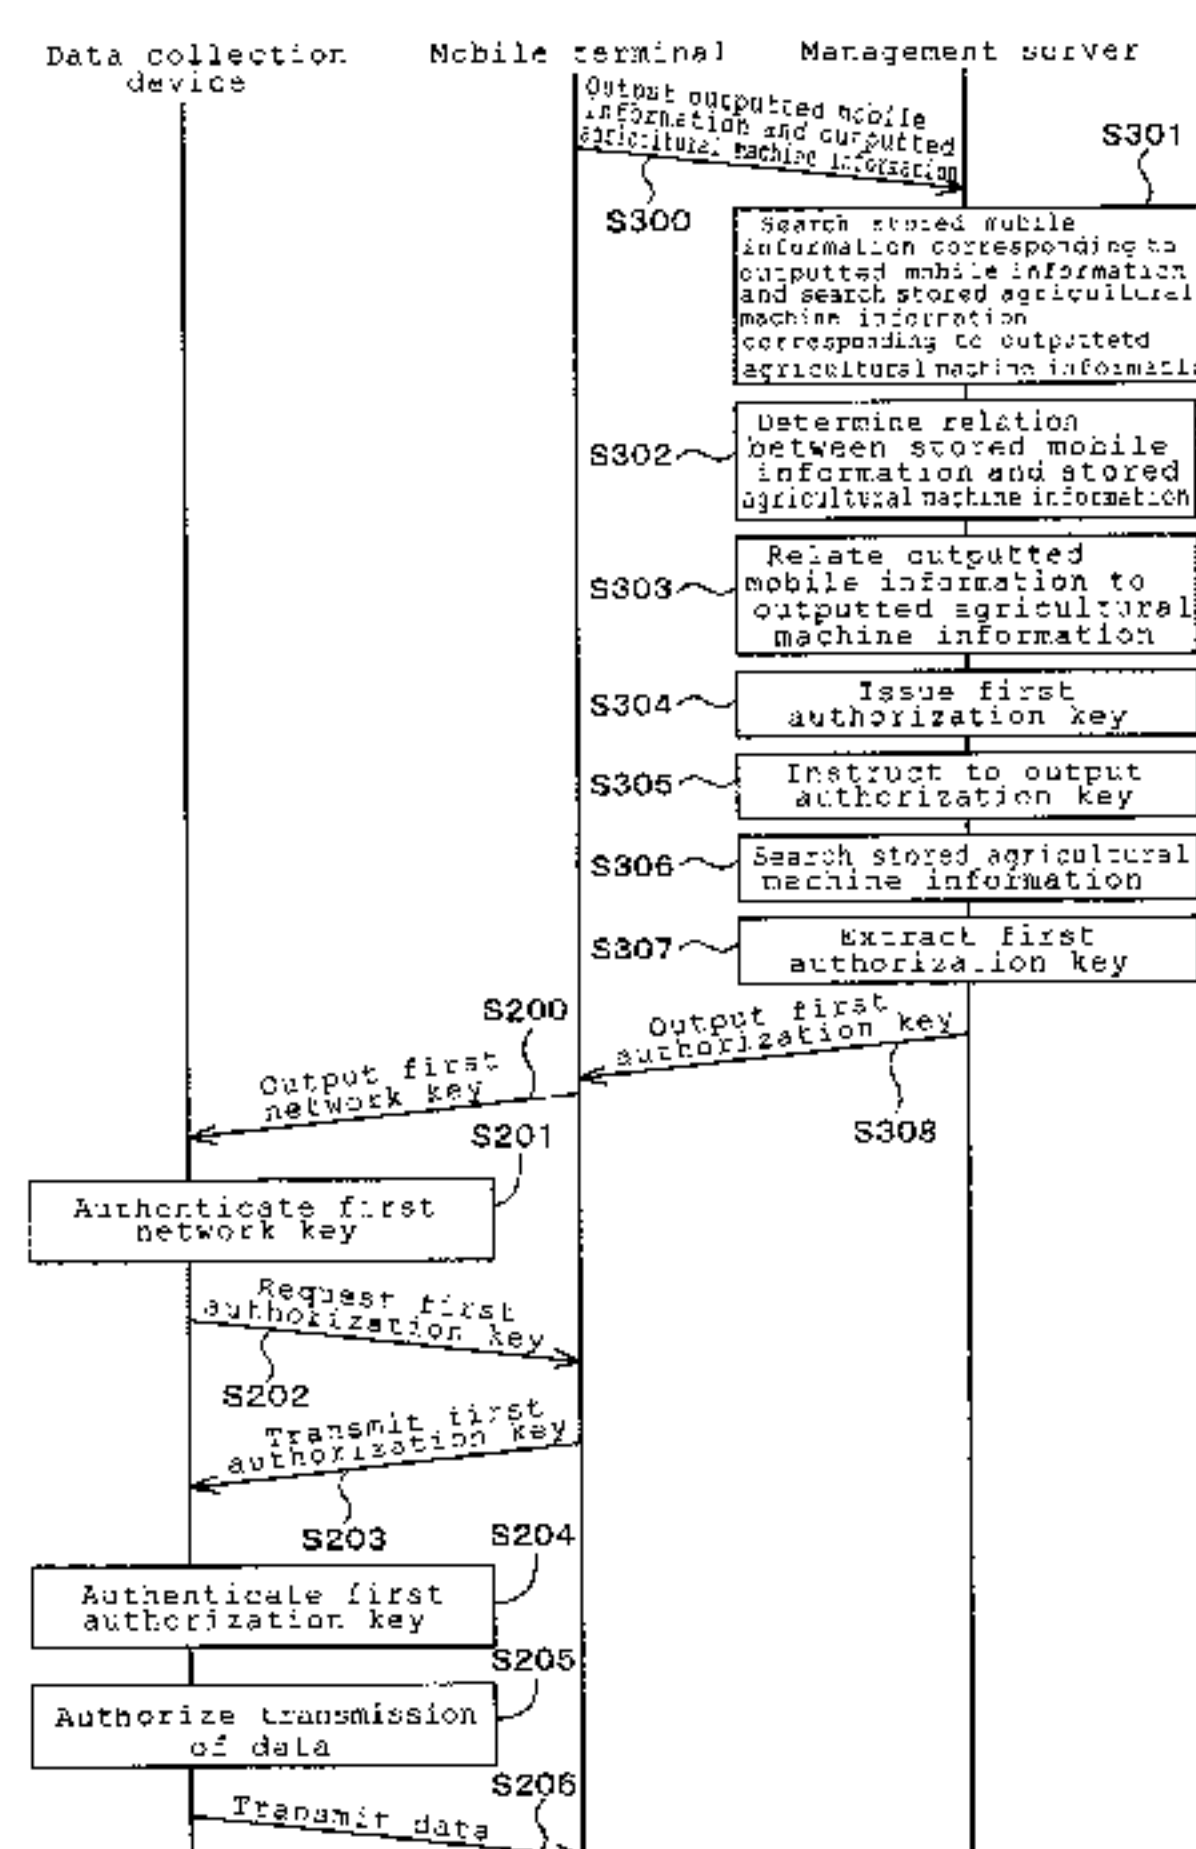 Data collection
device
Mobile terminal
Management server
Output outputted mobile
information and outputted
agricultural machine information
S300
S301
Search stored mobile
information corresponding to
outputted mobile information
and search stored agricultural
machine information
corresponding to outputtetd
agricultural machine informatio
S302
Determine relation
between stored mobile
information and stored
agricultural machine information
S303
Relate outputted
mobile information to
outputted agricultural
machine information
S304
Issue first
authorization key
S305
Instruct to output
authorization key
S306
Search stored agricultural
machine information
S307
Extract first
authorization key
Output first
authorization key
S308
S200
Output first
network key
S201
Authenticate first
network key
Request first
authorization key
S202
Transmit first
authorization key
S203
S204
Authenticate first
authorization key
S205
Authorize transmission
of data
S206
Transmit data